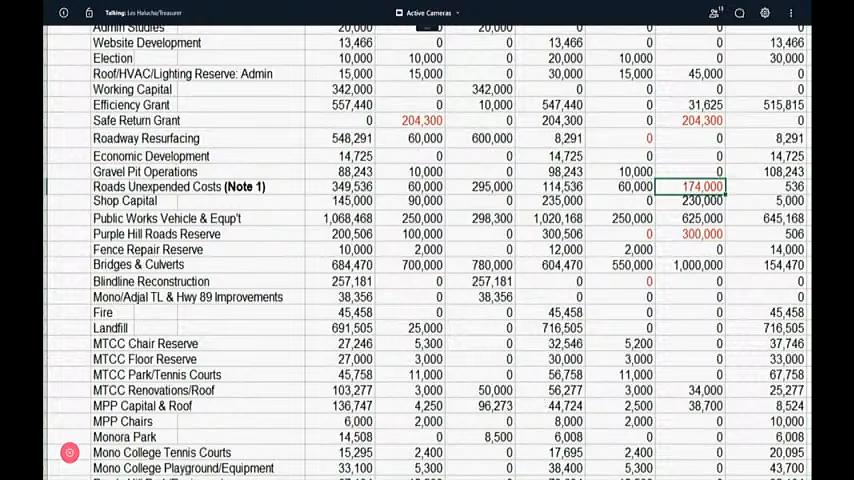 Talking: Les Halucha/Treasurer Active Cameras 13
Admin Studies 20,000 0 20,000 0 0
Website Development 13,466 0 0 13,466 0 0 13,466
Election 10,000 10,000 0 20,000 10,000 0 30,000
Roof/HVAC/Lighting Reserve: Admin 15,000 15,000 0 30,000 15,000 45,000 0
Working Capital 342,000 0 342,000 0 0 0 0
Efficiency Grant 557,440 0 10,000 547,440 0 31,625 515,815
Safe Return Grant 0 204,300 0 204,300 0 204,300 0
Roadway Resurfacing 548,291 60,000 600,000 8,291 0 0 8,291
Economic Development 14,725 0 0 14,725 0 0 14,725
Gravel Pit Operations 88,243 10,000 0 98,243 10,000 0 108,243
Roads Unexpended Costs (Note 1) 349,536 60,000 295,000 114,536 60,000 174,000 536
Shop Capital 145,000 90,000 0 235,000 0 230,000 5,000
Public Works Vehicle & Equp't 1,068,468 250,000 298,300 1,020,168 250,000 625,000 645,168
Purple Hill Roads Reserve 200,506 100,000 0 300,506 0 300,000 506
Fence Repair Reserve 10,000 2,000 0 12,000 2,000 0 14,000
Bridges & Culverts 684,470 700,000 780,000 604,470 550,000 1,000,000 154,470
Blindline Reconstruction 257,181 0 257,181 0 0 0 0
Mono/Adjal TL & Hwy 89 Improvements 38,356 0 38,356 0 0 0 0
Fire 45,458 0 0 45,458 0 0 45,458
Landfill 691,505 25,000 0 716,505 0 0 716,505
MTCC Chair Reserve 27,246 5,300 0 32,546 5,200 0 37,746
MTCC Floor Reserve 27,000 3,000 0 30,000 3,000 0 33,000
MTCC Park/Tennis Courts 45,758 11,000 0 56,758 11,000 0 67,758
MTCC Renovations/Roof 103,277 3,000 50,000 56,277 3,000 34,000 25,277
MPP Capital & Roof 136,747 4,250 96,273 44,724 2,500 38,700 8,524
MPP Chairs 6,000 2,000 0 8,000 2,000 0 10,000
Monora Park 14,508 0 8,500 6,008 0 0 6,008
Mono College Tennis Courts 15,295 2,400 0 17,695 2,400 0 20,095
Mono College Playground/Equipment 33,100 5,300 0 38,400 5,300 0 43,700